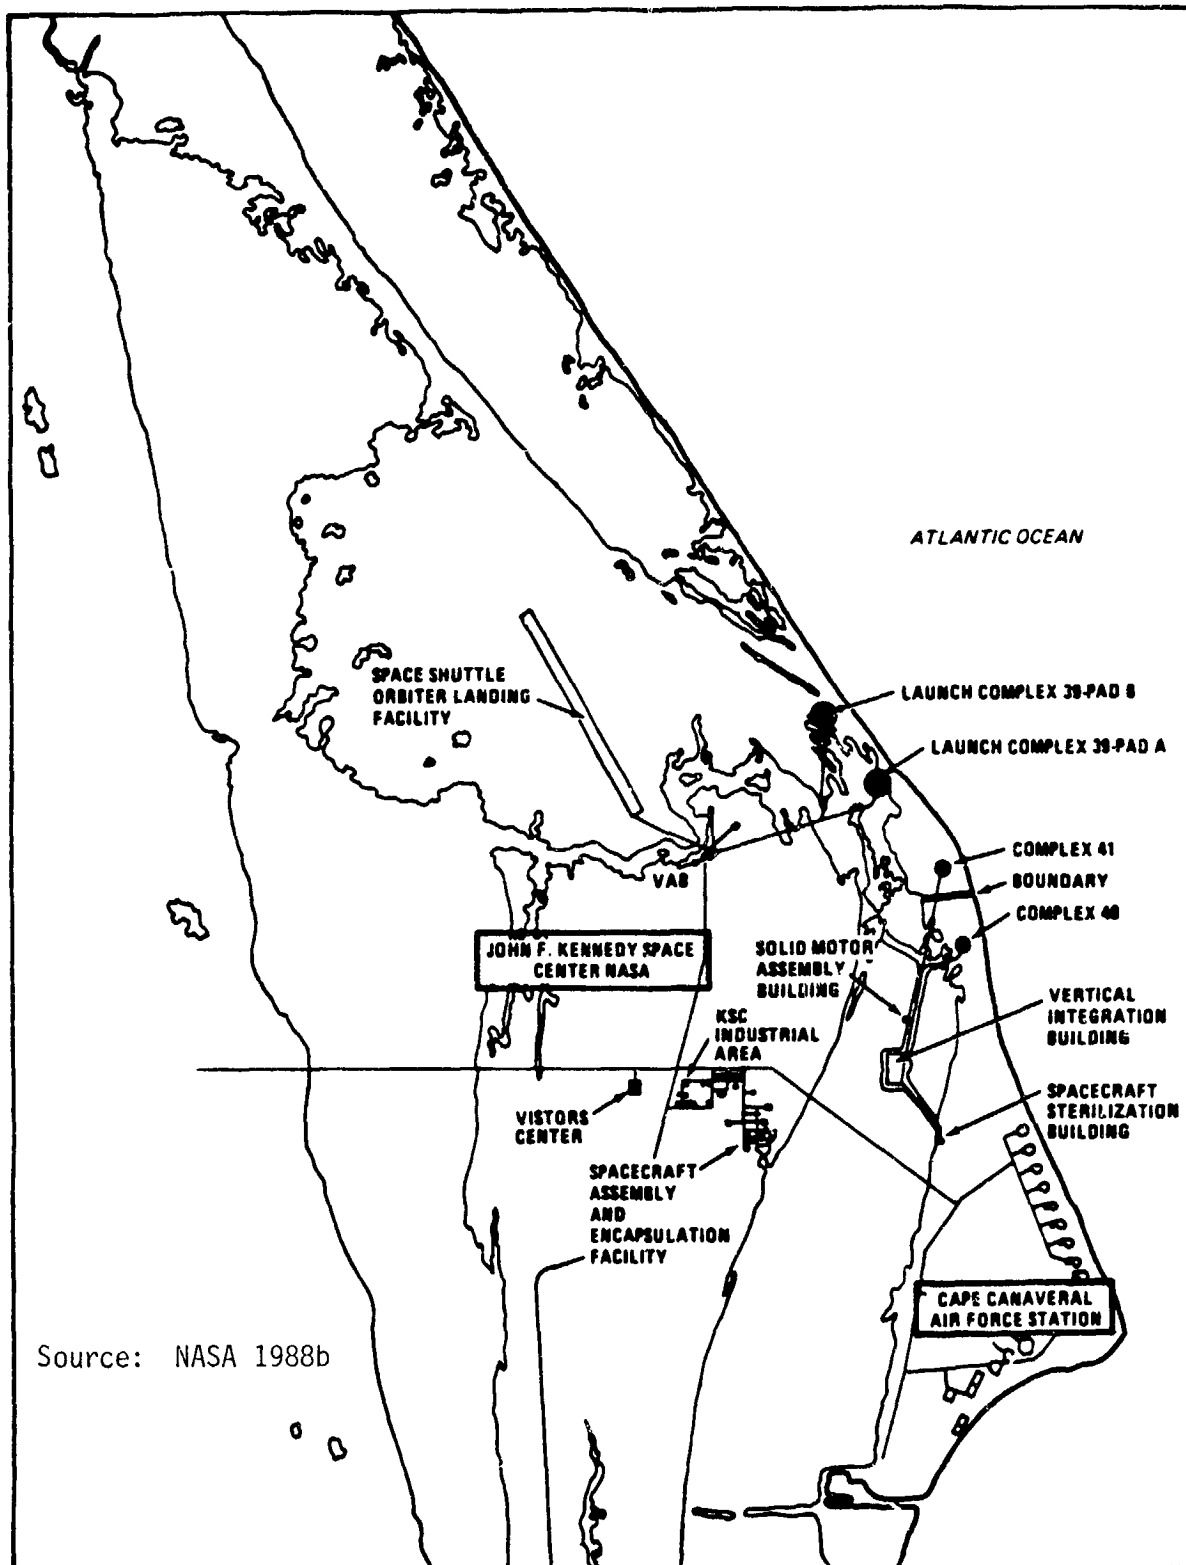 ATLANTIC OCEAN
SPACE SHUTTLE
ORBITER LANDING
FACILITY
LAUNCH COMPLEX 39-PAD B
LAUNCH COMPLEX 39-PAD A
COMPLEX 41
BOUNDARY
COMPLEX 40
VAB
JOHN F. KENNEDY SPACE
CENTER NASA
SOLID MOTOR
ASSEMBLY
BUILDING
VERTICAL
INTEGRATION
BUILDING
KSC
INDUSTRIAL
AREA
VISTORS
CENTER
SPACECRAFT
STERILIZATION
BUILDING
SPACECRAFT
ASSEMBLY
AND
ENCAPSULATION
FACILITY
CAPE CANAVERAL
AIR FORCE STATION
Source: NASA 1988b